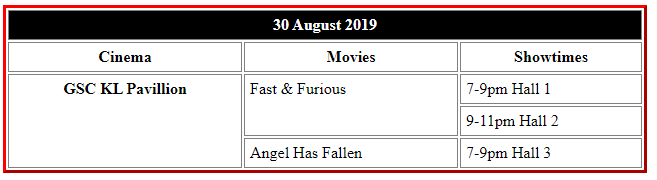 30 August 2019
Cinema Movies Showtimes
GSC KL Pavillion Fast & Furious 7-9pm Hall 1
9-11pm Hall 2
Angel Has Fallen 7-9pm Hall 3